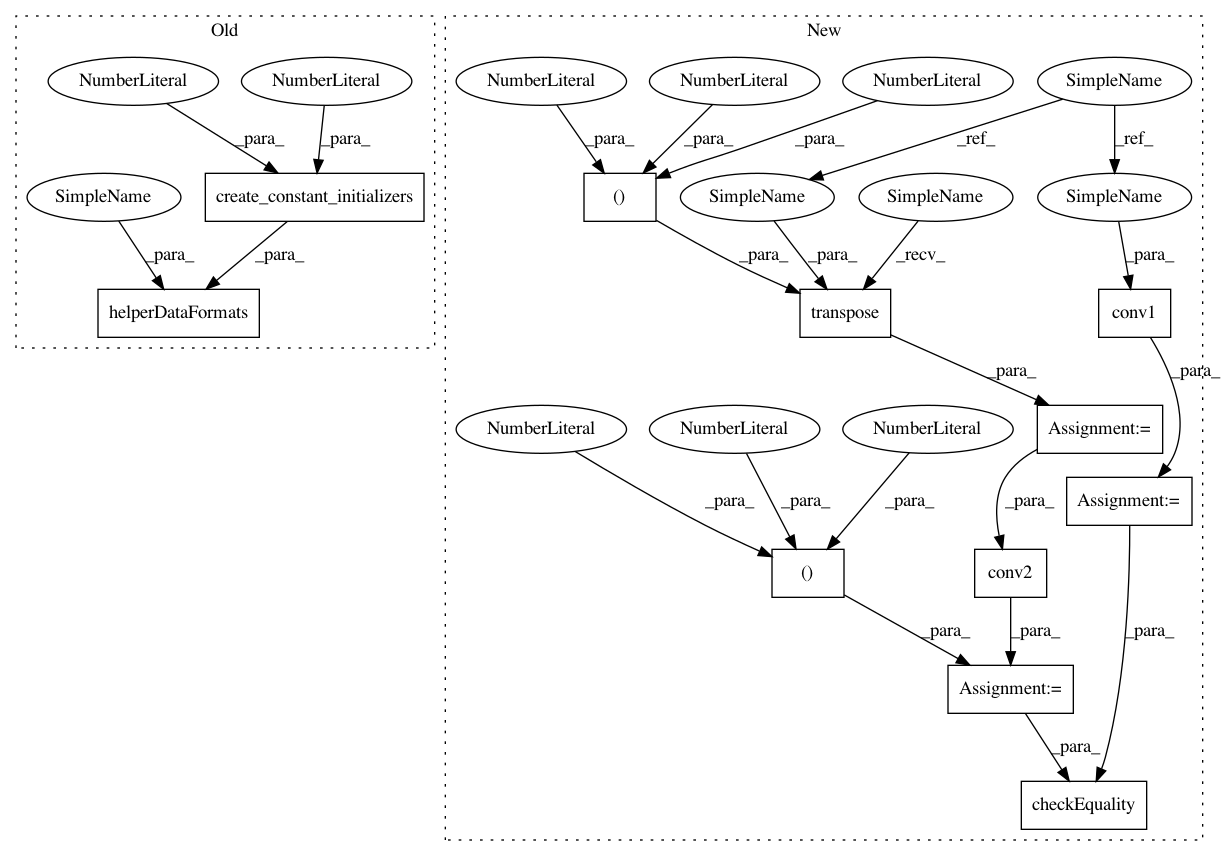 Old
New
NumberLiteral
NumberLiteral
NumberLiteral
NumberLiteral
NumberLiteral
SimpleName
_para_
_para_
_para_
_para_
_para_
_ref_
_ref_
SimpleName
create_constant_initializers
()
SimpleName
SimpleName
SimpleName
_para_
_para_
_para_
_para_
_recv_
_para_
helperDataFormats
transpose
conv1
_para_
_para_
NumberLiteral
NumberLiteral
NumberLiteral
Assignment:=
_para_
_para_
_para_
_para_
Assignment:=
()
conv2
_para_
_para_
_para_
Assignment:=
_para_
checkEquality